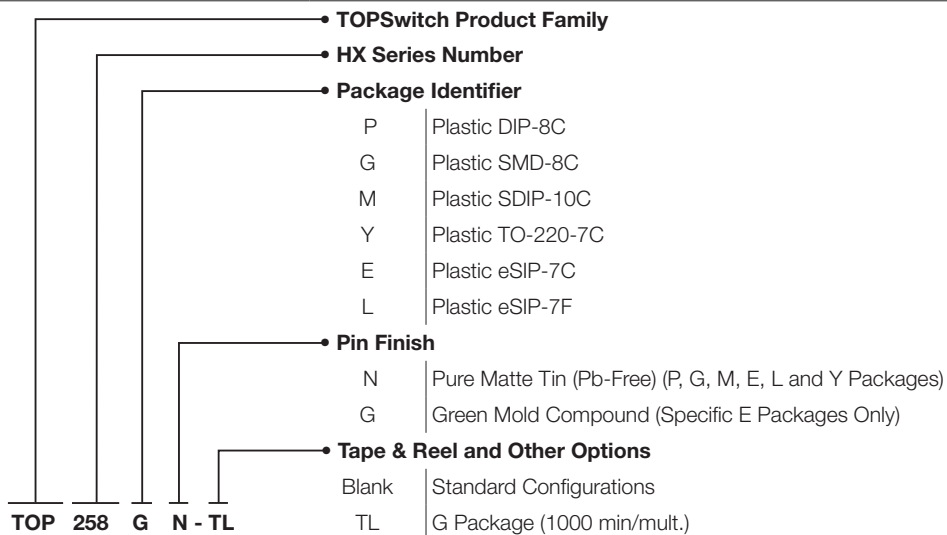 TOPSwitch Product Family
HX Series Number
Package Identifier
P Plastic DIP-8C
G Plastic SMD-8C
M Plastic SDIP-10C
Y Plastic TO-220-7C
E Plastic eSIP-7C
L Plastic eSIP-7F
Pin Finish
N Pure Matte Tin (Pb-Free) (P, G, M, E, L and Y Packages)
G Green Mold Compound (Specific E Packages Only)
Tape & Reel and Other Options
Blank Standard Configurations
TL G Package (1000 min/mult.)
TOP 258 G N - TL